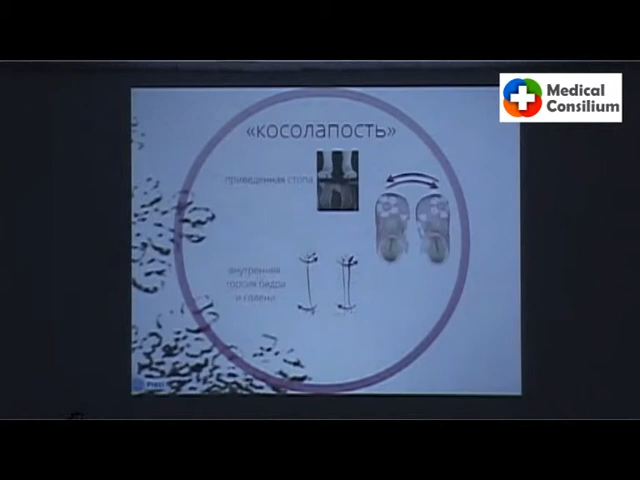 Medical
Consilium
«косолапость»
приведенная стопа
внутренняя
торсия бедра
и голени